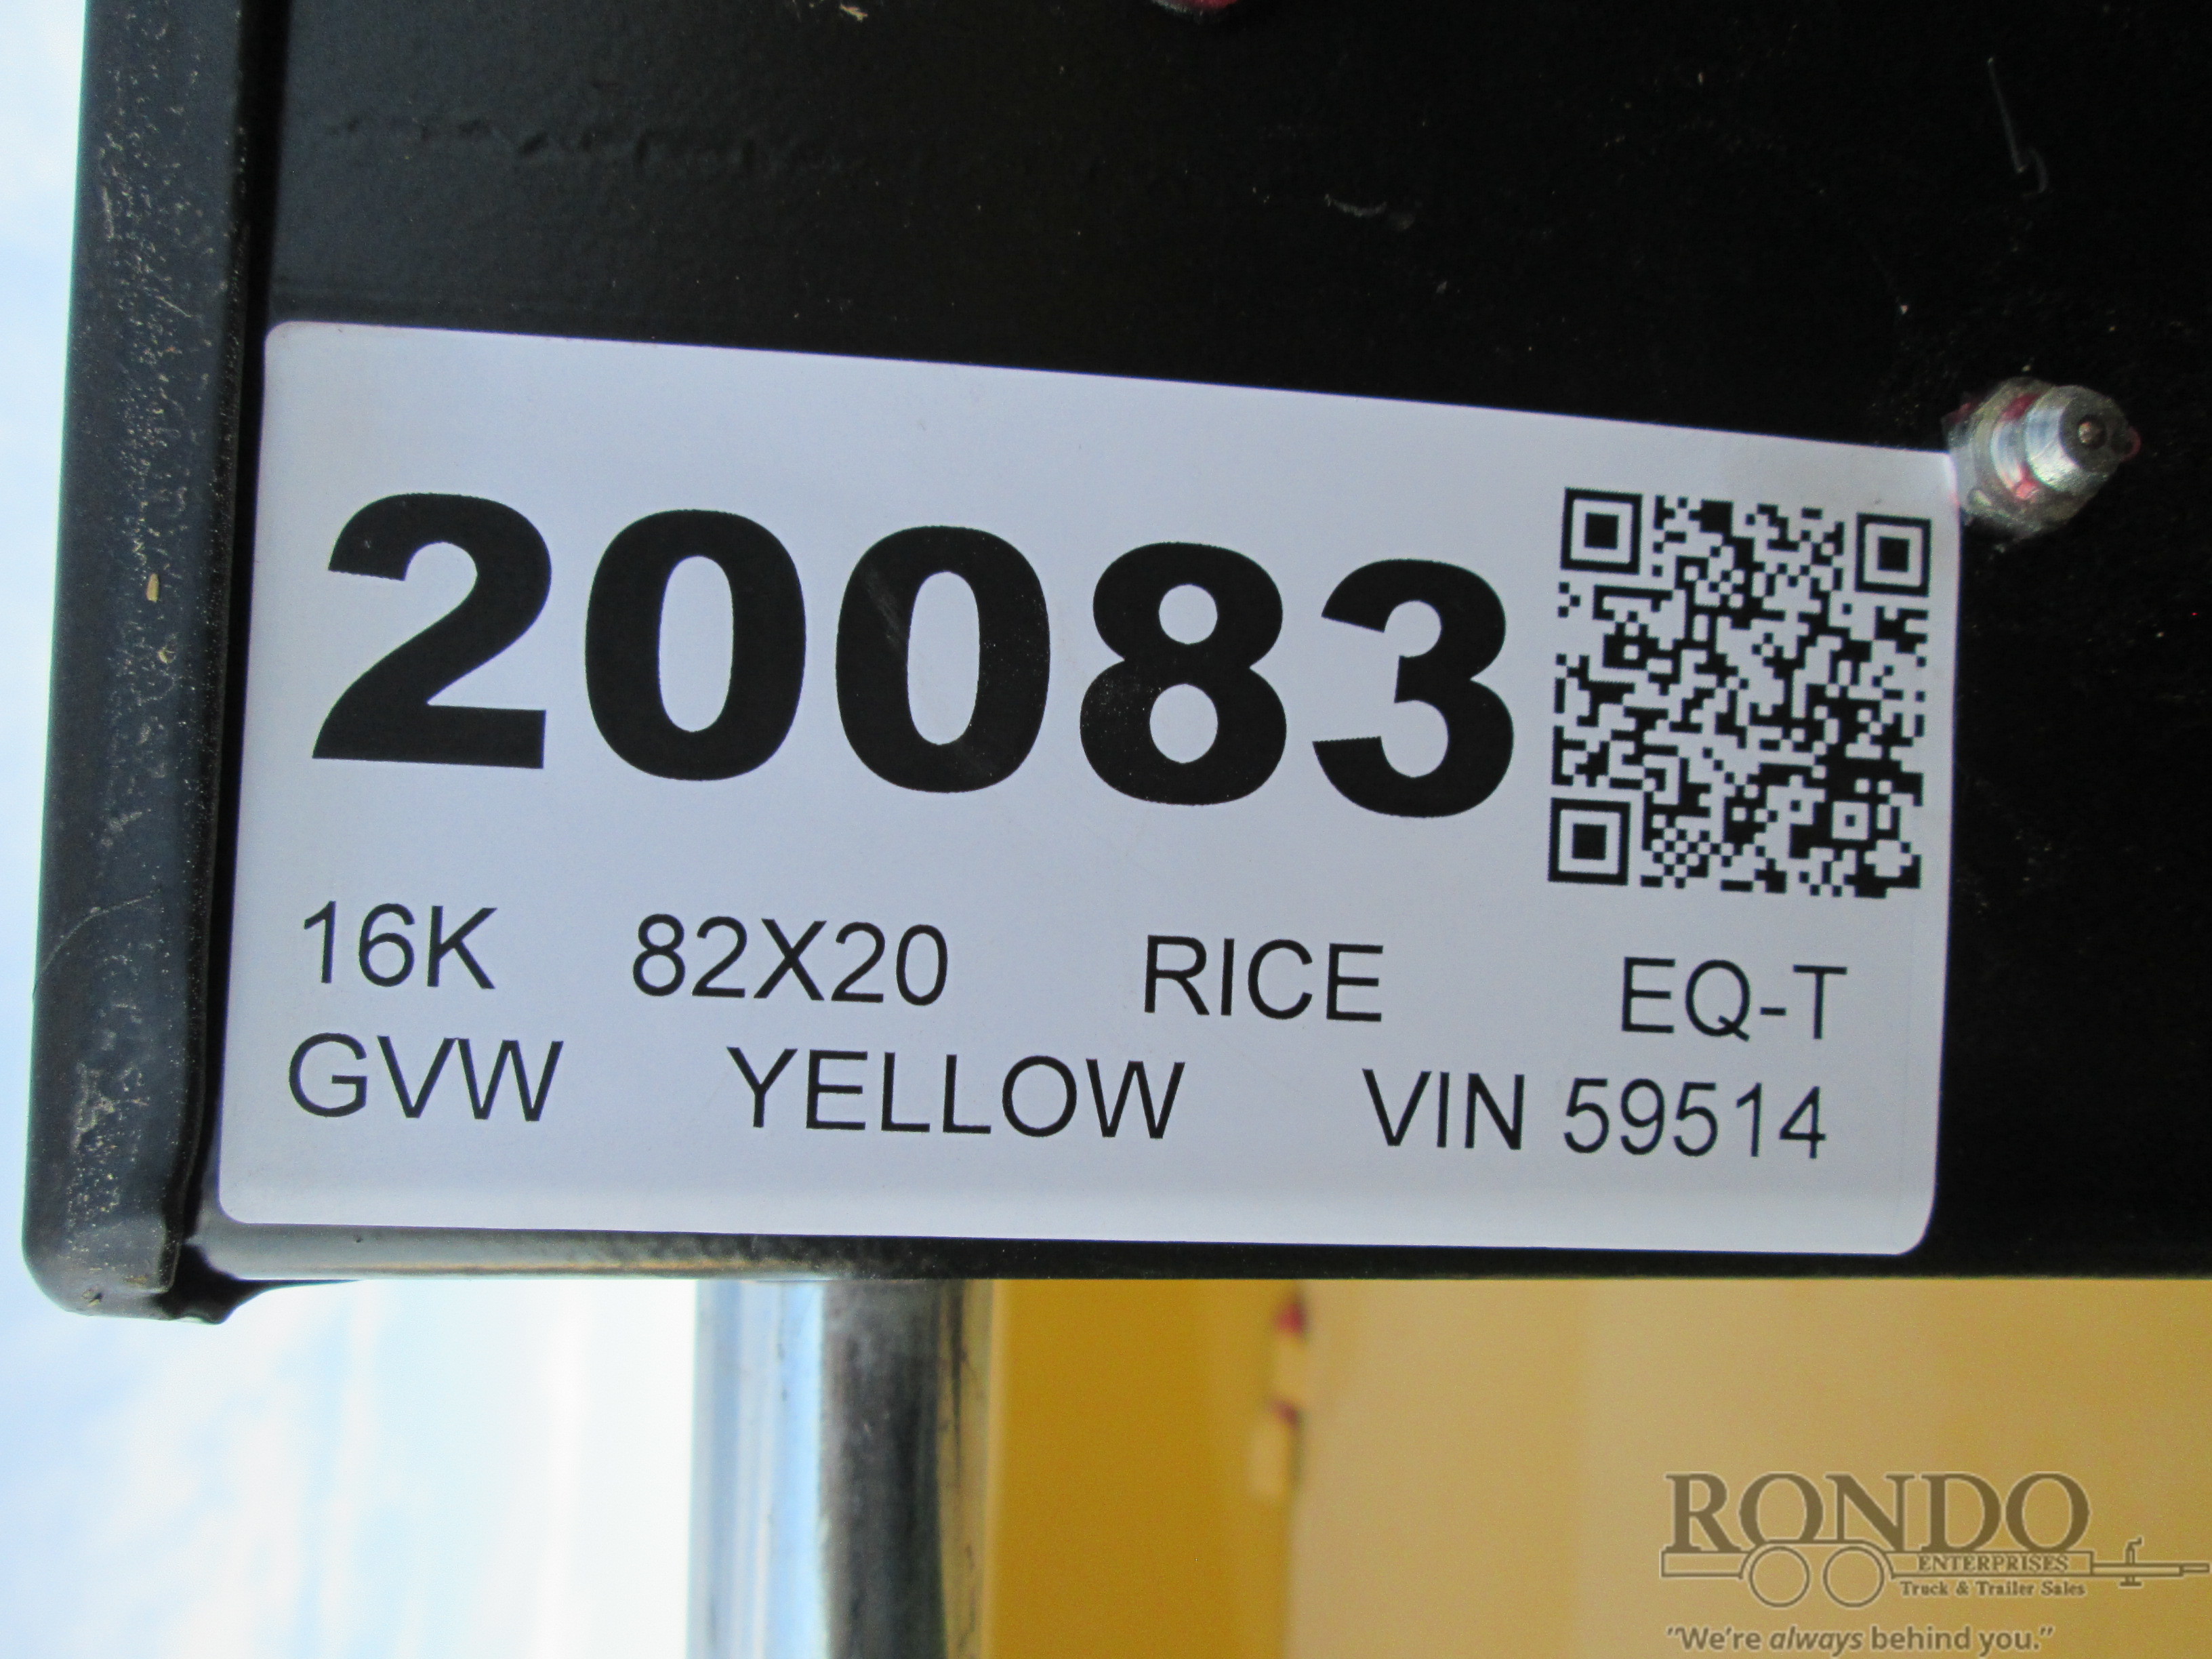 20083
16K 82X20 RICE EQ-T
GVW YELLOW VIN 59514
RONDO
ENTERPRISES
Truck & Trailer Sales
"We're always behind you."